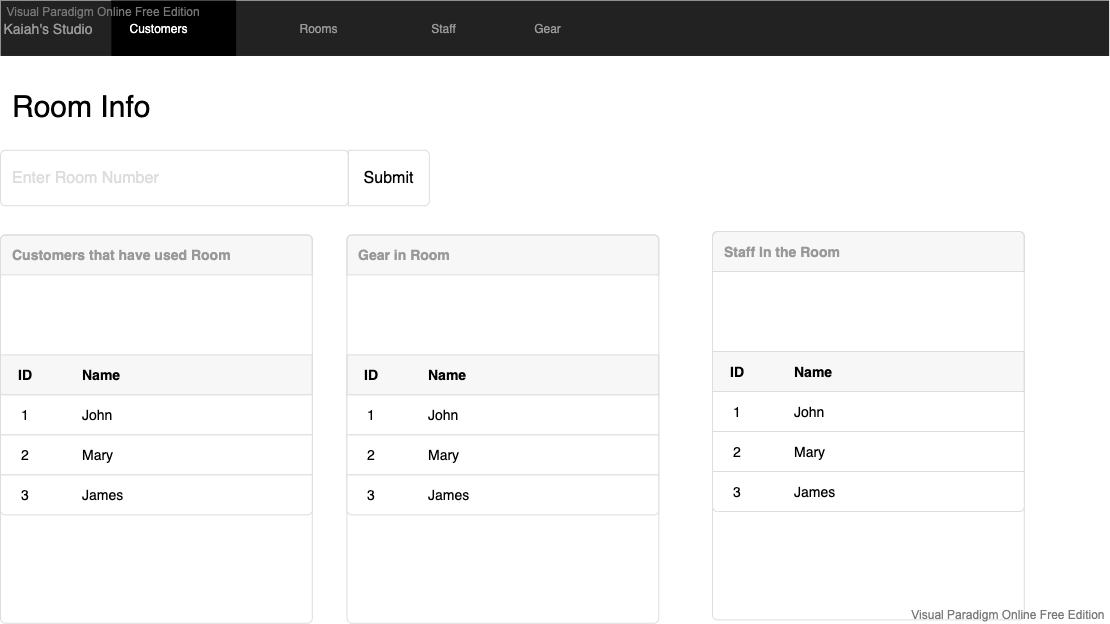 Visual Paradigm Online Free Edition
Kaiah's Studio Customers Rooms Staff Gear
Room Info
Enter Room Number Submit
Customers that have used Room
ID Name
1 John
2 Mary
3 James
Gear in Room
ID Name
1 John
2 Mary
3 James
Staff In the Room
ID Name
1 John
2 Mary
3 James
Visual Paradigm Online Free Edition